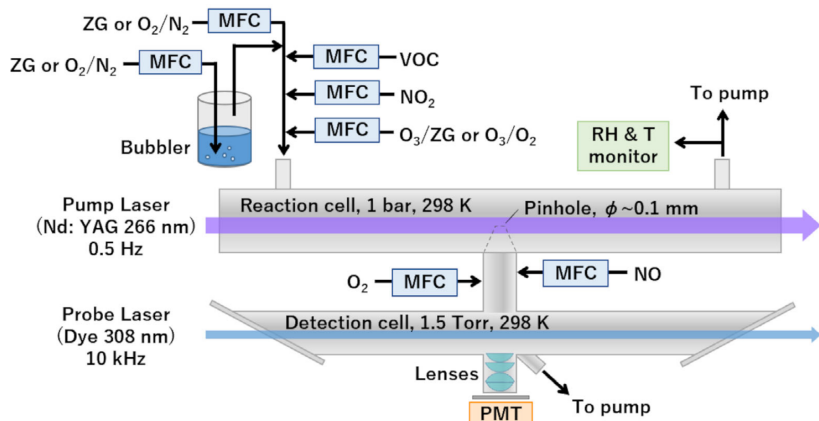 ZG or O₂/N₂ MFC
ZG or O₂/N₂ MFC
MFC VOC
MFC NO₂
MFC O₃/ZG or O₃/O₂
Bubbler
To pump
RH & T
monitor
Pump Laser
(Nd: YAG 266 nm)
0.5 Hz
Reaction cell, 1 bar, 298 K
Pinhole, ϕ~0.1 mm
O₂ MFC
MFC NO
Probe Laser
(Dye 308 nm)
10 kHz
Detection cell, 1.5 Torr, 298 K
Lenses
PMT
To pump